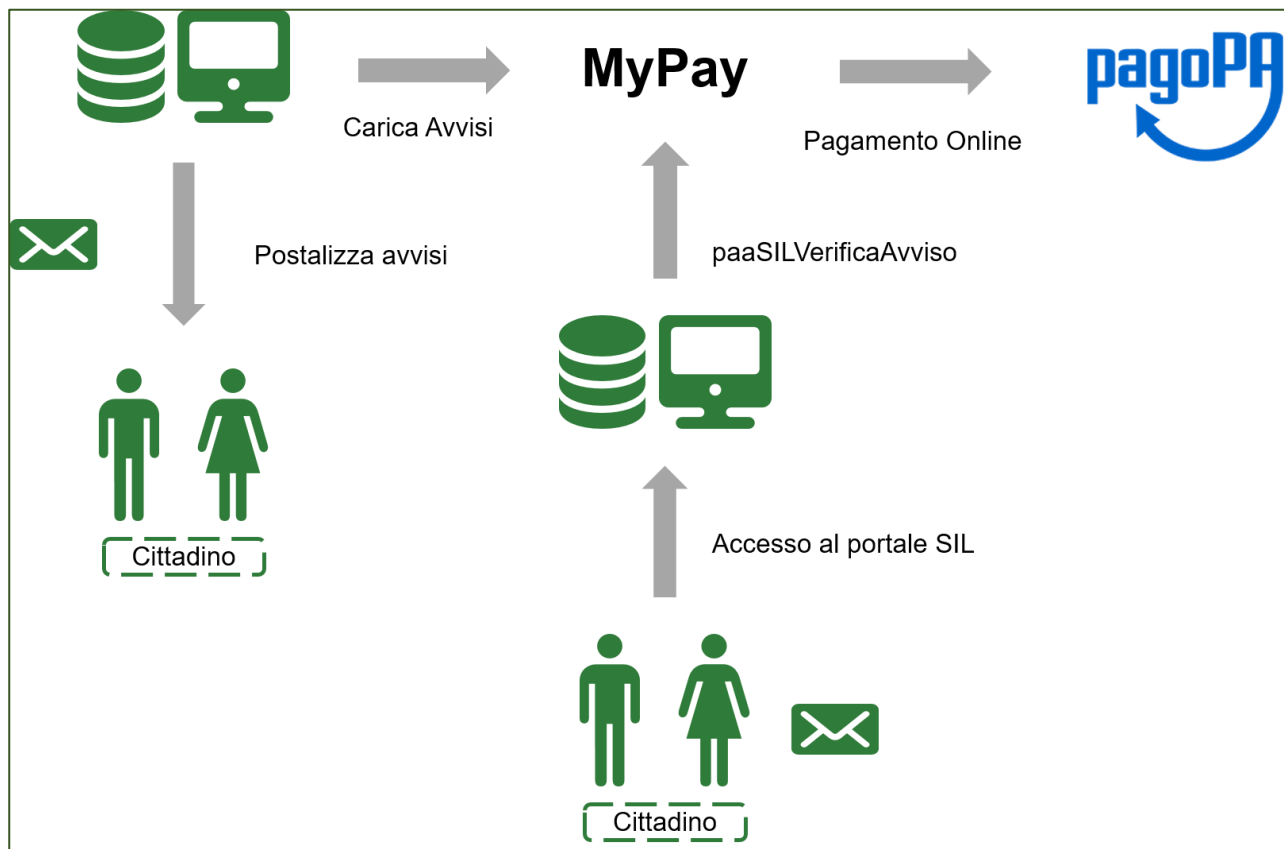 MyPay
pagoPA
Carica Avvisi
Pagamento Online
Postalizza avvisi
paaSILVerificaAvviso
Cittadino
Accesso al portale SIL
Cittadino